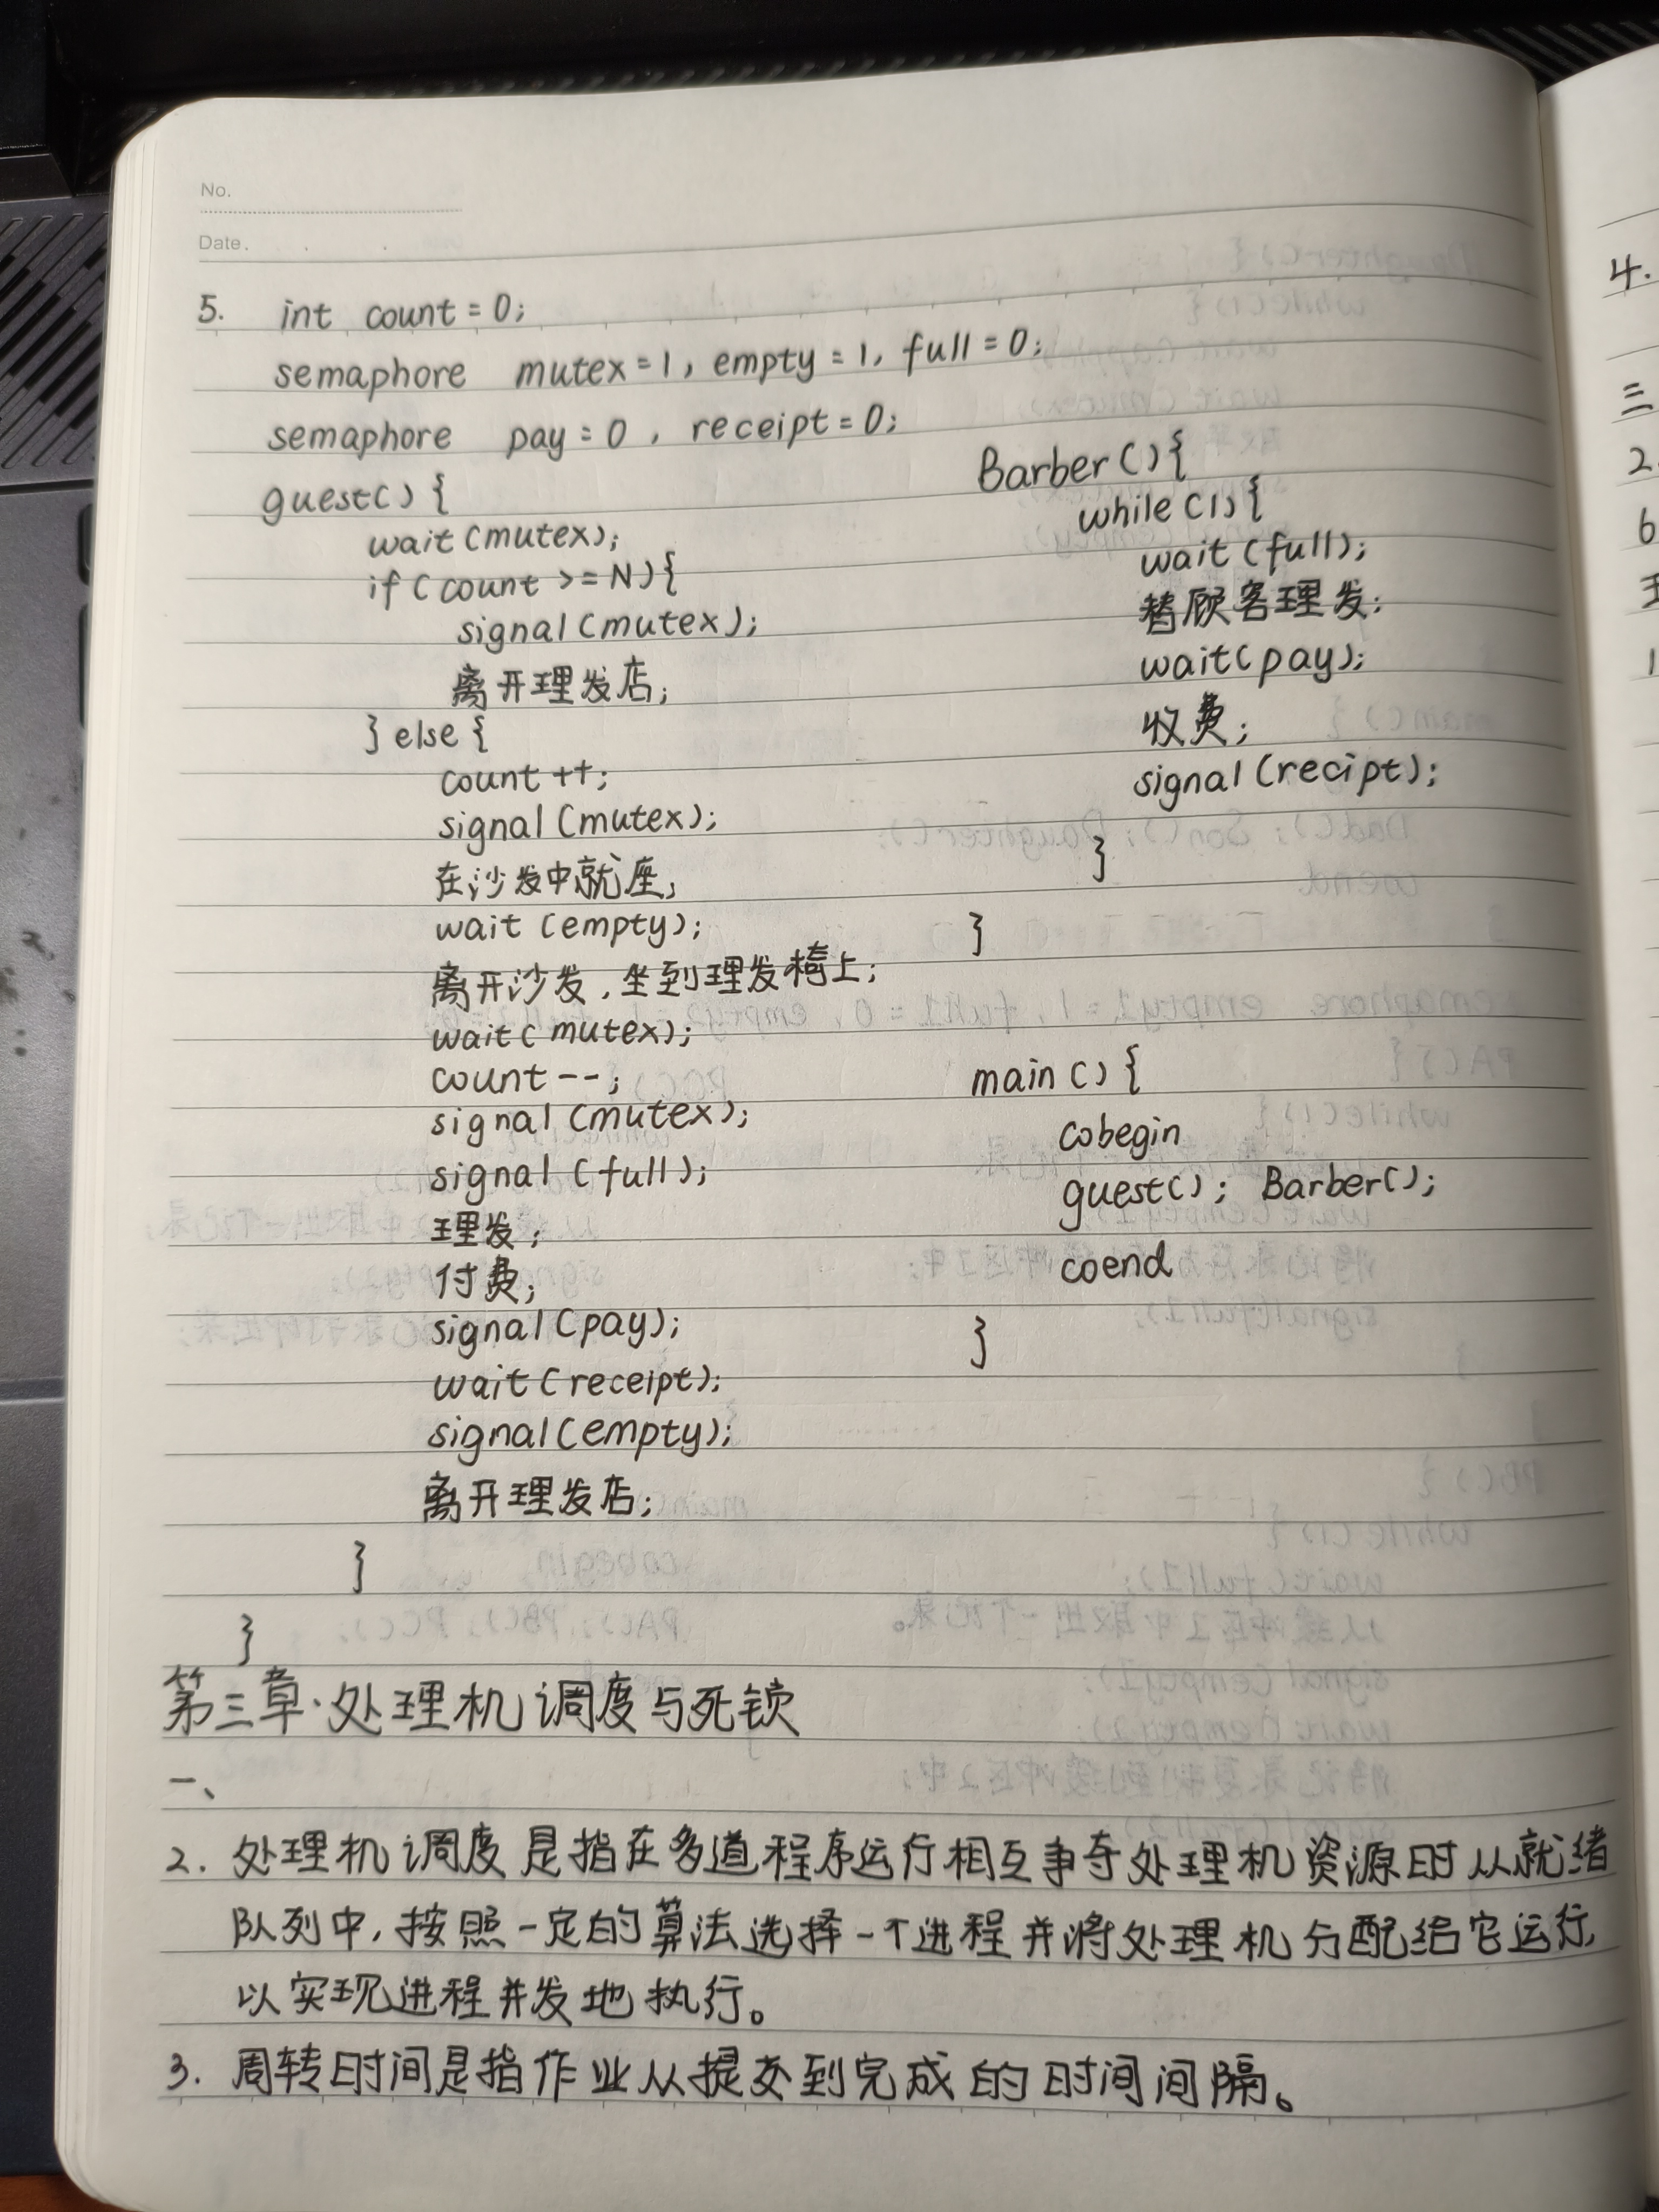 No.
Date.
5. int count = 0;
semaphore mutex = 1, empty = 1, full = 0;
semaphore pay = 0, receipt = 0;
guest() {
wait(mutex);
if (count >= N) {
signal(mutex);
离开理发店;
} else {
count ++;
signal(mutex);
在沙发中就座;
wait(empty);
离开沙发,坐到理发椅上;
wait(mutex);
count --;
signal(mutex);
signal(full);
理发;
付费;
signal(pay);
wait(receipt);
signal(empty);
离开理发店;
}
}
Barber() {
while(1) {
wait(full);
替顾客理发;
wait(pay);
收费;
signal(recipt);
}
}
main() {
cobegin
guest(); Barber();
coend
}
第三章·处理机调度与死锁
一、
2. 处理机调度是指在多道程序运行相互争夺处理机资源时从就绪
队列中,按照一定的算法选择一个进程并将处理机分配给它运行,
以实现进程并发地执行。
3. 周转时间是指作业从提交到完成的时间间隔。
4.
三
2.
6
1